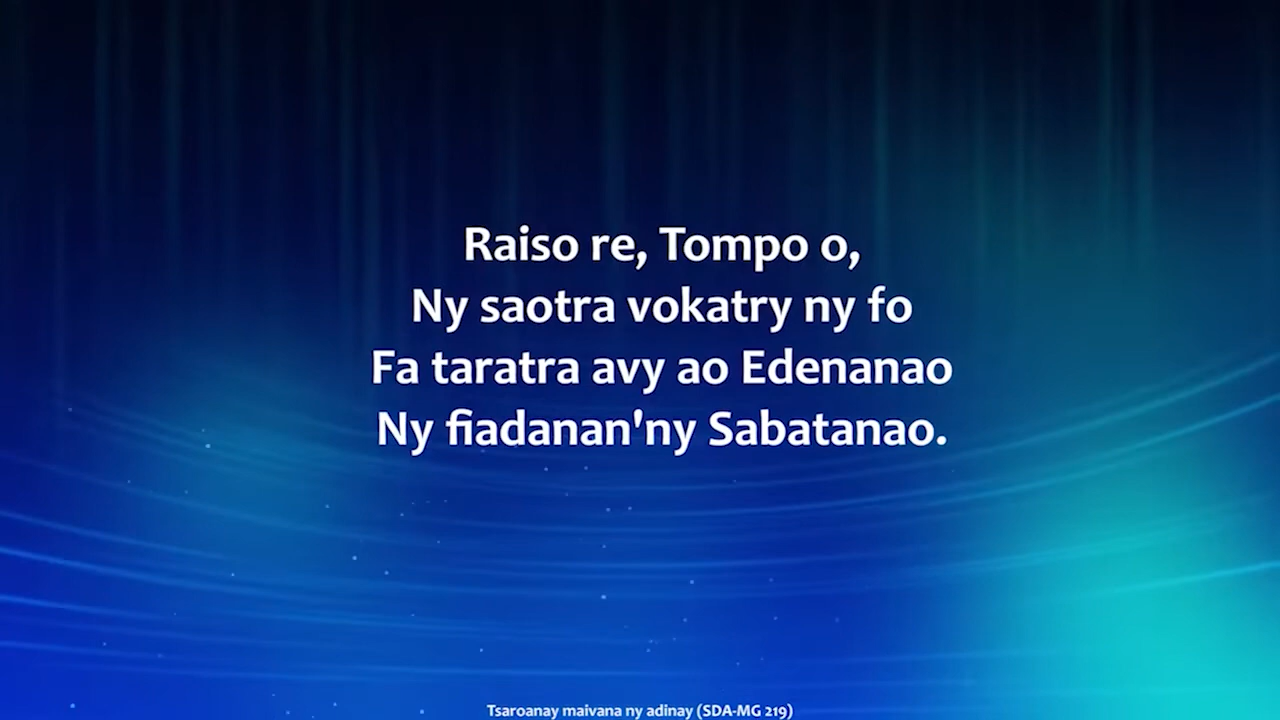 Raiso re, Tompo o,
Ny saotra vokatry ny fo
Fa taratra avy ao Edenanao
Ny fiadanan'ny Sabatanao.
Tsaroanay maivana ny adinay (SDA-MG 219)